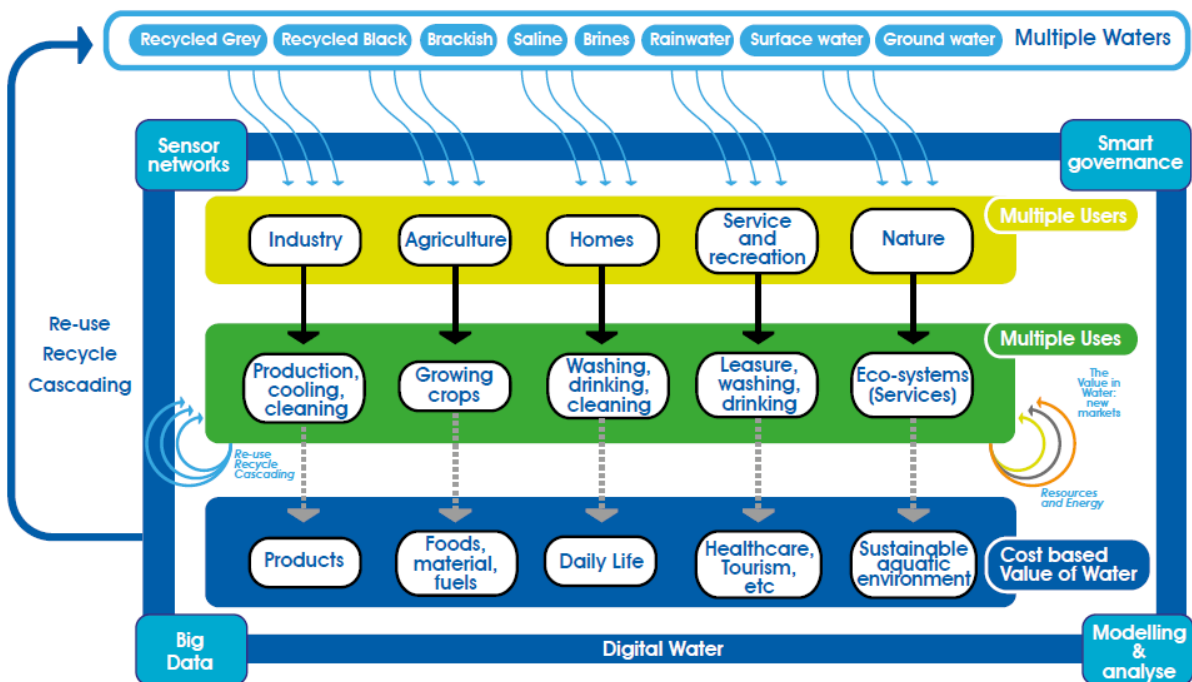 Recycled Grey
Recycled Black
Brackish
Saline
Brines
Rainwater
Surface water
Ground water
Multiple Waters
Sensor
networks
Smart
governance
Multiple Users
Industry
Agriculture
Homes
Service
and
recreation
Nature
Re-use
Recycle
Cascading
Multiple Uses
Production,
cooling,
cleaning
Growing
crops
Washing,
drinking,
cleaning
Leasure,
washing,
drinking
Eco-systems
(Services)
The
Value in
Water:
new
markets
Re-use
Recycle
Cascading
Resources
and Energy
Products
Foods,
material,
fuels
Daily Life
Healthcare,
Tourism,
etc
Sustainable
aquatic
environment
Cost based
Value of Water
Big
Data
Digital Water
Modelling
&
analyse